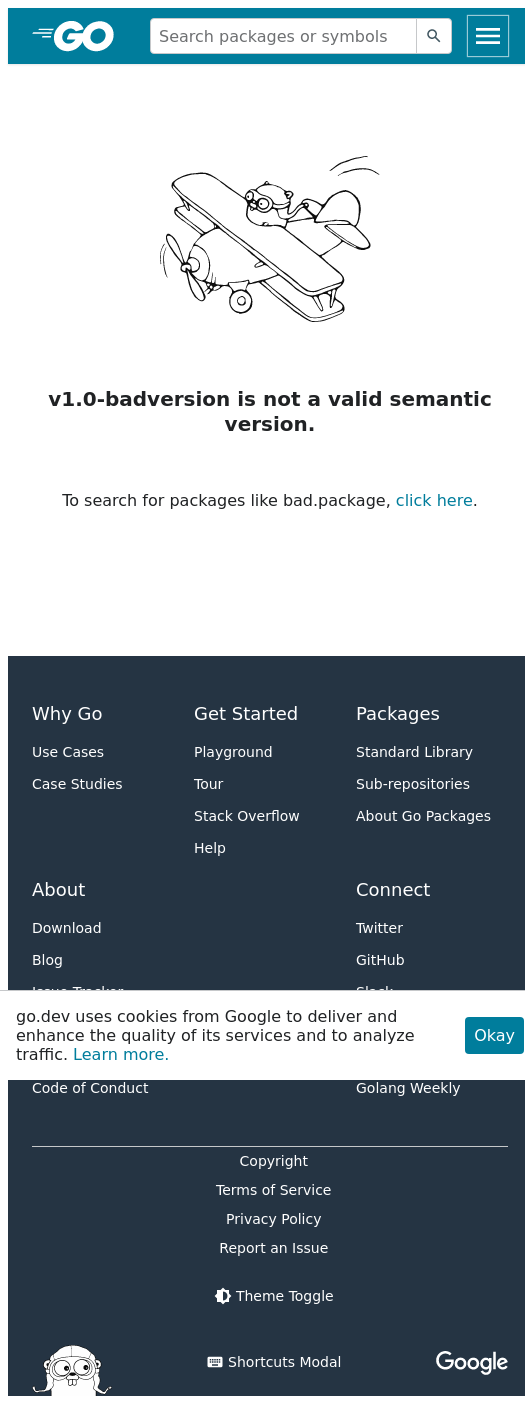 GO
Search packages or symbols
v1.0-badversion is not a valid semantic
version.
To search for packages like bad.package, click here.
Why Go
Use Cases
Case Studies
Get Started
Playground
Tour
Stack Overflow
Help
Packages
Standard Library
Sub-repositories
About Go Packages
About
Download
Blog
Issue Tracker
Connect
Twitter
GitHub
Slack
go.dev uses cookies from Google to deliver and
enhance the quality of its services and to analyze
traffic. Learn more.
Okay
Code of Conduct
Golang Weekly
Copyright
Terms of Service
Privacy Policy
Report an Issue
Theme Toggle
Shortcuts Modal
Google